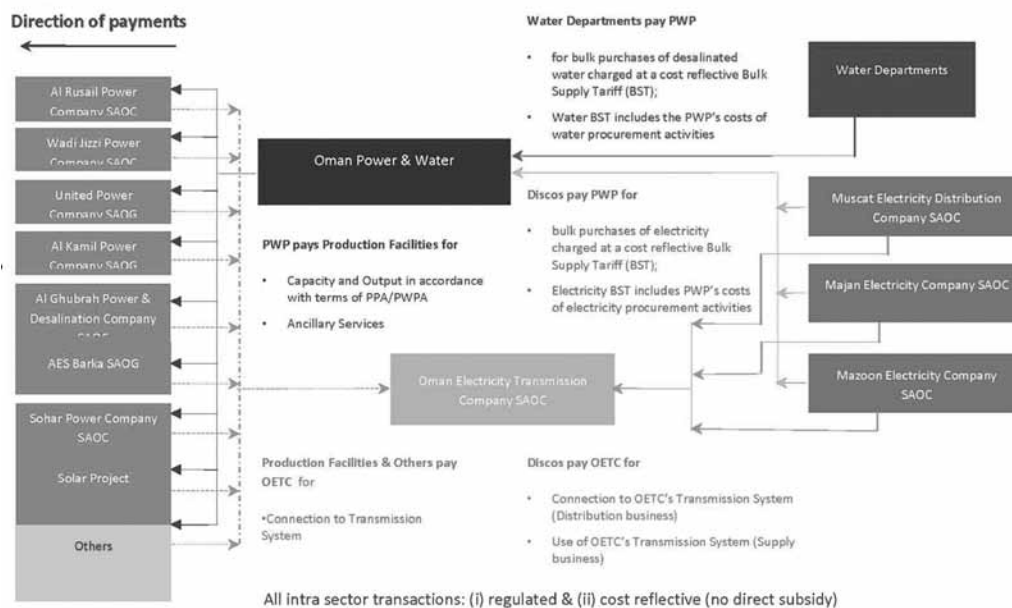 Direction of payments
Al Rusail Power
Company SAOC
Wadi Jizzi Power
Company SAOC
United Power
Company SAOG
Al Kamil Power
Company SAOG
Al Ghubrah Power &
Desalination Company
SAOC
AES Barka SAOG
Sohar Power Company
SAOC
Solar Project
Others
Oman Power & Water
PWP pays Production Facilities for
• Capacity and Output in accordance
with terms of PPA/PWPA
• Ancillary Services
Oman Electricity Transmission
Company SAOC
Production Facilities & Others pay
OETC for
•Connection to Transmission
System
Water Departments pay PWP
• for bulk purchases of desalinated
water charged at a cost reflective Bulk
Supply Tariff (BST);
• Water BST includes the PWP's costs of
water procurement activities
Discos pay PWP for
• bulk purchases of electricity
charged at a cost reflective Bulk
Supply Tariff (BST);
• Electricity BST includes PWP's costs
of electricity procurement activities
Discos pay OETC for
• Connection to OETC's Transmission System
(Distribution business)
• Use of OETC's Transmission System (Supply
business)
Water Departments
Muscat Electricity Distribution
Company SAOC
Majan Electricity Company SAOC
Mazoon Electricity Company
SAOC
All intra sector transactions: (i) regulated & (ii) cost reflective (no direct subsidy)